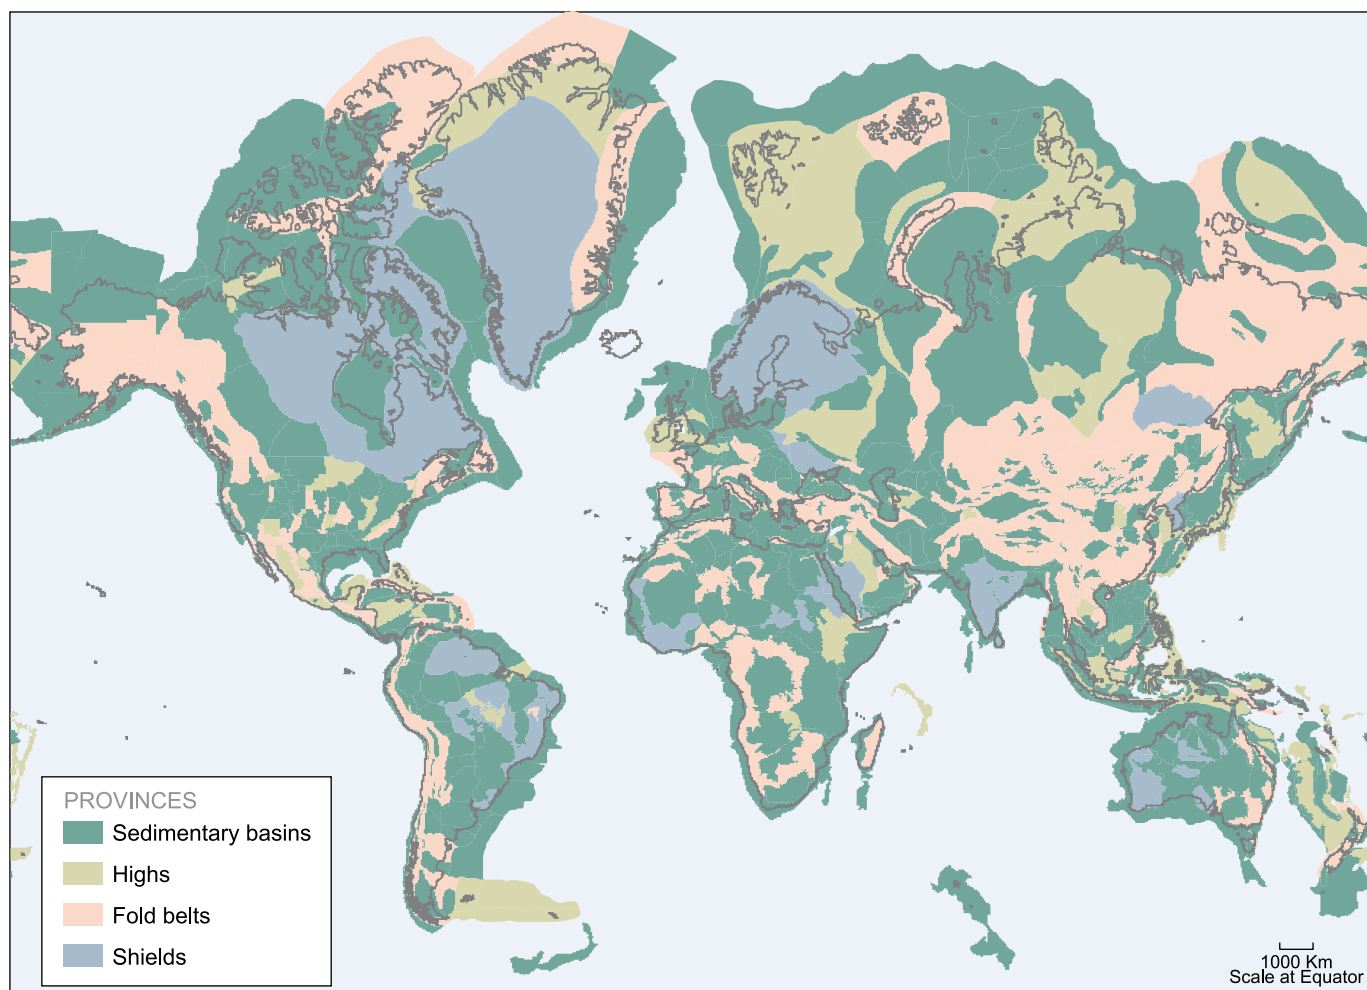 PROVINCES
Sedimentary basins
Highs
Fold belts
Shields
1000 Km
Scale at Equator